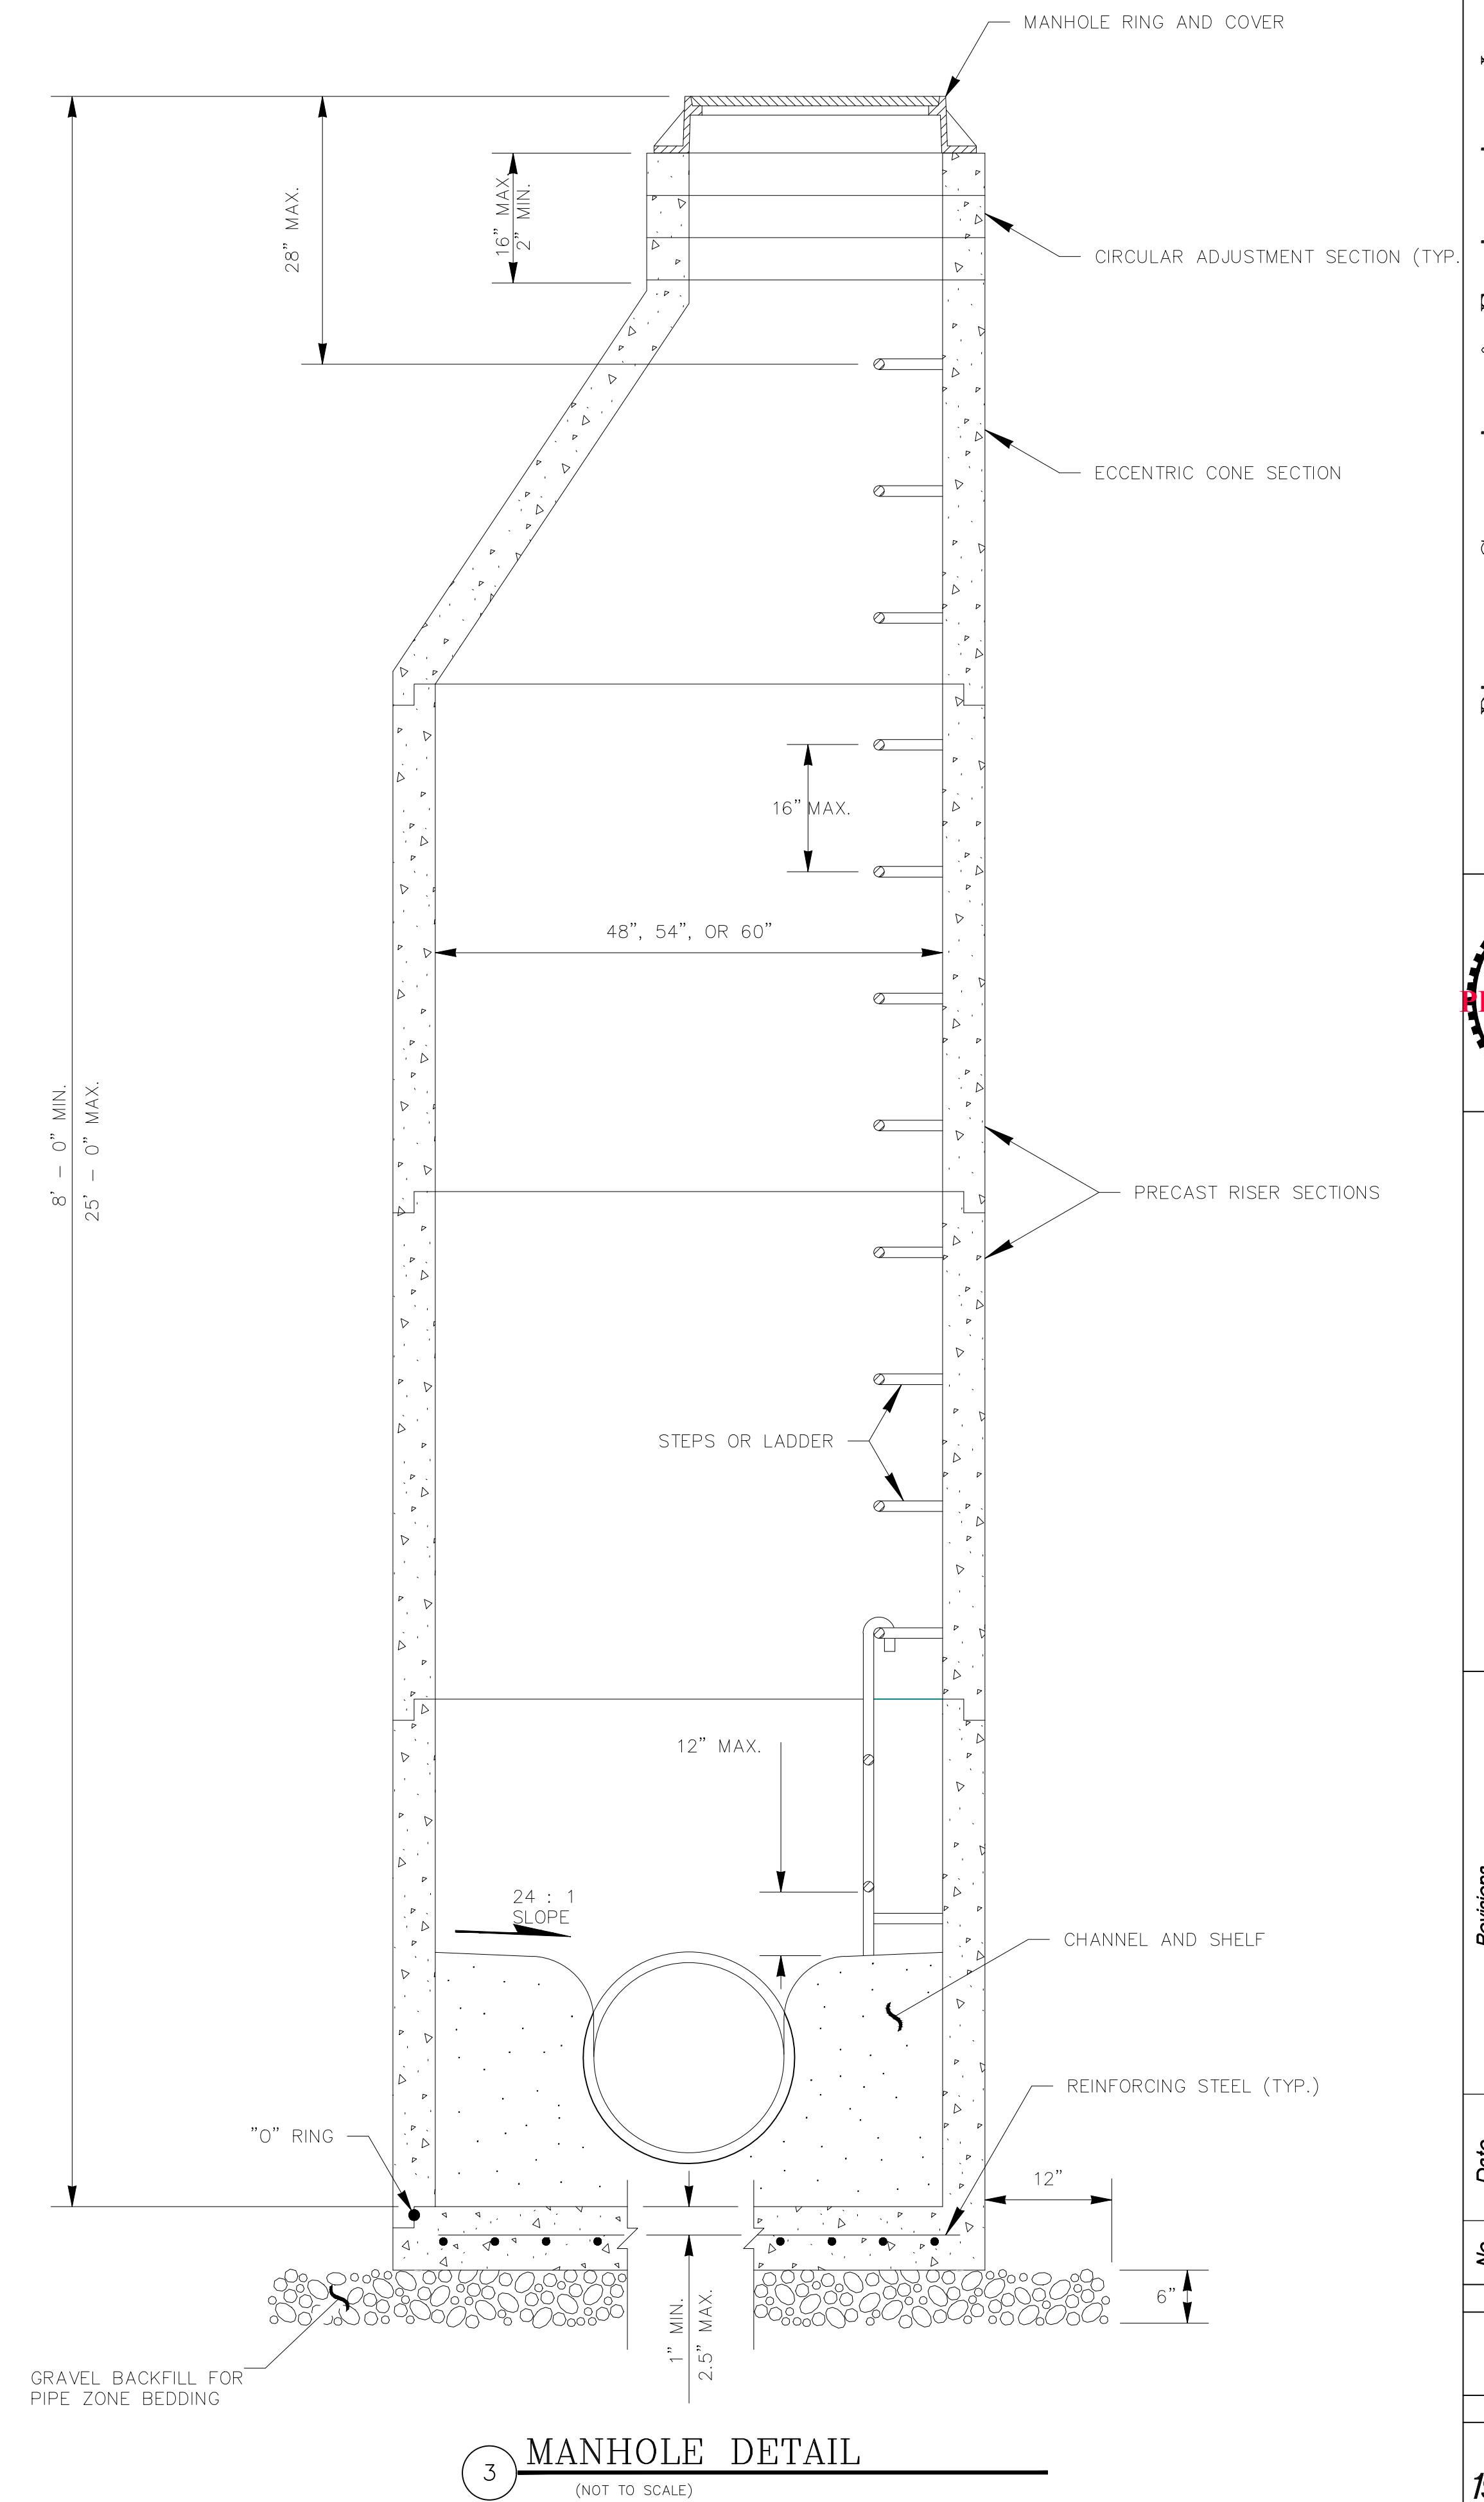 MANHOLE RING AND COVER
28" MAX.
16" MAX.
2" MIN.
CIRCULAR ADJUSTMENT SECTION (TYP.
ECCENTRIC CONE SECTION
16" MAX.
48", 54", OR 60"
8' - 0" MIN.
25' - 0" MAX.
PRECAST RISER SECTIONS
STEPS OR LADDER
12" MAX.
24 : 1
SLOPE
CHANNEL AND SHELF
REINFORCING STEEL (TYP.)
"O" RING
12"
6"
1" MIN.
2.5" MAX.
GRAVEL BACKFILL FOR
PIPE ZONE BEDDING
3
MANHOLE DETAIL
(NOT TO SCALE)
Revisions
Date
No.